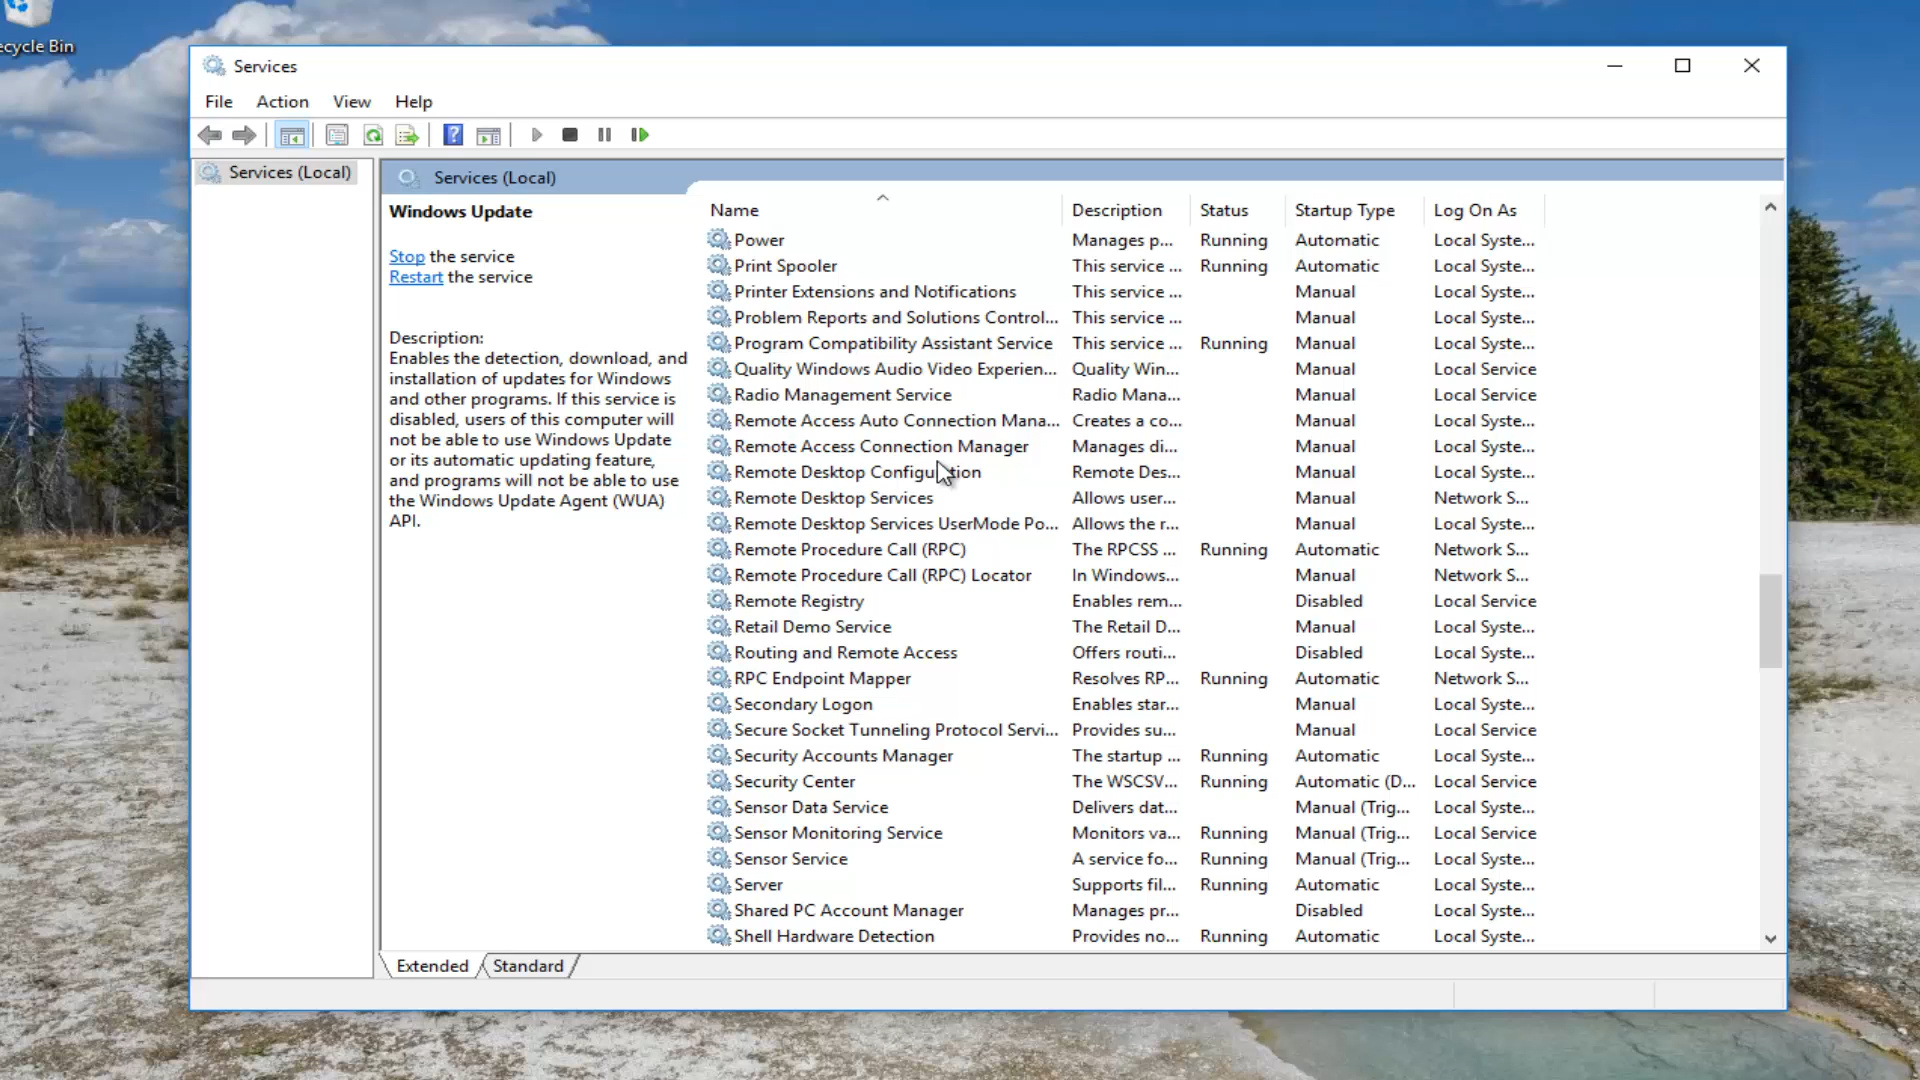 ecycle Bin
Services
File Action View Help
Services (Local)
Services (Local)
Windows Update
Stop the service
Restart the service
Description:
Enables the detection, download, and
installation of updates for Windows
and other programs. If this service is
disabled, users of this computer will
not be able to use Windows Update
or its automatic updating feature,
and programs will not be able to use
the Windows Update Agent (WUA)
API.
Name Description Status Startup Type Log On As
Power Manages p... Running Automatic Local Syste...
Print Spooler This service ... Running Automatic Local Syste...
Printer Extensions and Notifications This service ... Manual Local Syste...
Problem Reports and Solutions Control... This service ... Manual Local Syste...
Program Compatibility Assistant Service This service ... Running Manual Local Syste...
Quality Windows Audio Video Experien... Quality Win... Manual Local Service
Radio Management Service Radio Mana... Manual Local Service
Remote Access Auto Connection Mana... Creates a co... Manual Local Syste...
Remote Access Connection Manager Manages di... Manual Local Syste...
Remote Desktop Configuration Remote Des... Manual Local Syste...
Remote Desktop Services Allows user... Manual Network S...
Remote Desktop Services UserMode Po... Allows the r... Manual Local Syste...
Remote Procedure Call (RPC) The RPCSS ... Running Automatic Network S...
Remote Procedure Call (RPC) Locator In Windows... Manual Network S...
Remote Registry Enables rem... Disabled Local Service
Retail Demo Service The Retail D... Manual Local Syste...
Routing and Remote Access Offers routi... Disabled Local Syste...
RPC Endpoint Mapper Resolves RP... Running Automatic Network S...
Secondary Logon Enables star... Manual Local Syste...
Secure Socket Tunneling Protocol Servi... Provides su... Manual Local Service
Security Accounts Manager The startup ... Running Automatic Local Syste...
Security Center The WSCSV... Running Automatic (D... Local Service
Sensor Data Service Delivers dat... Manual (Trig... Local Syste...
Sensor Monitoring Service Monitors va... Running Manual (Trig... Local Service
Sensor Service A service fo... Running Manual (Trig... Local Syste...
Server Supports fil... Running Automatic Local Syste...
Shared PC Account Manager Manages pr... Disabled Local Syste...
Shell Hardware Detection Provides no... Running Automatic Local Syste...
Extended Standard